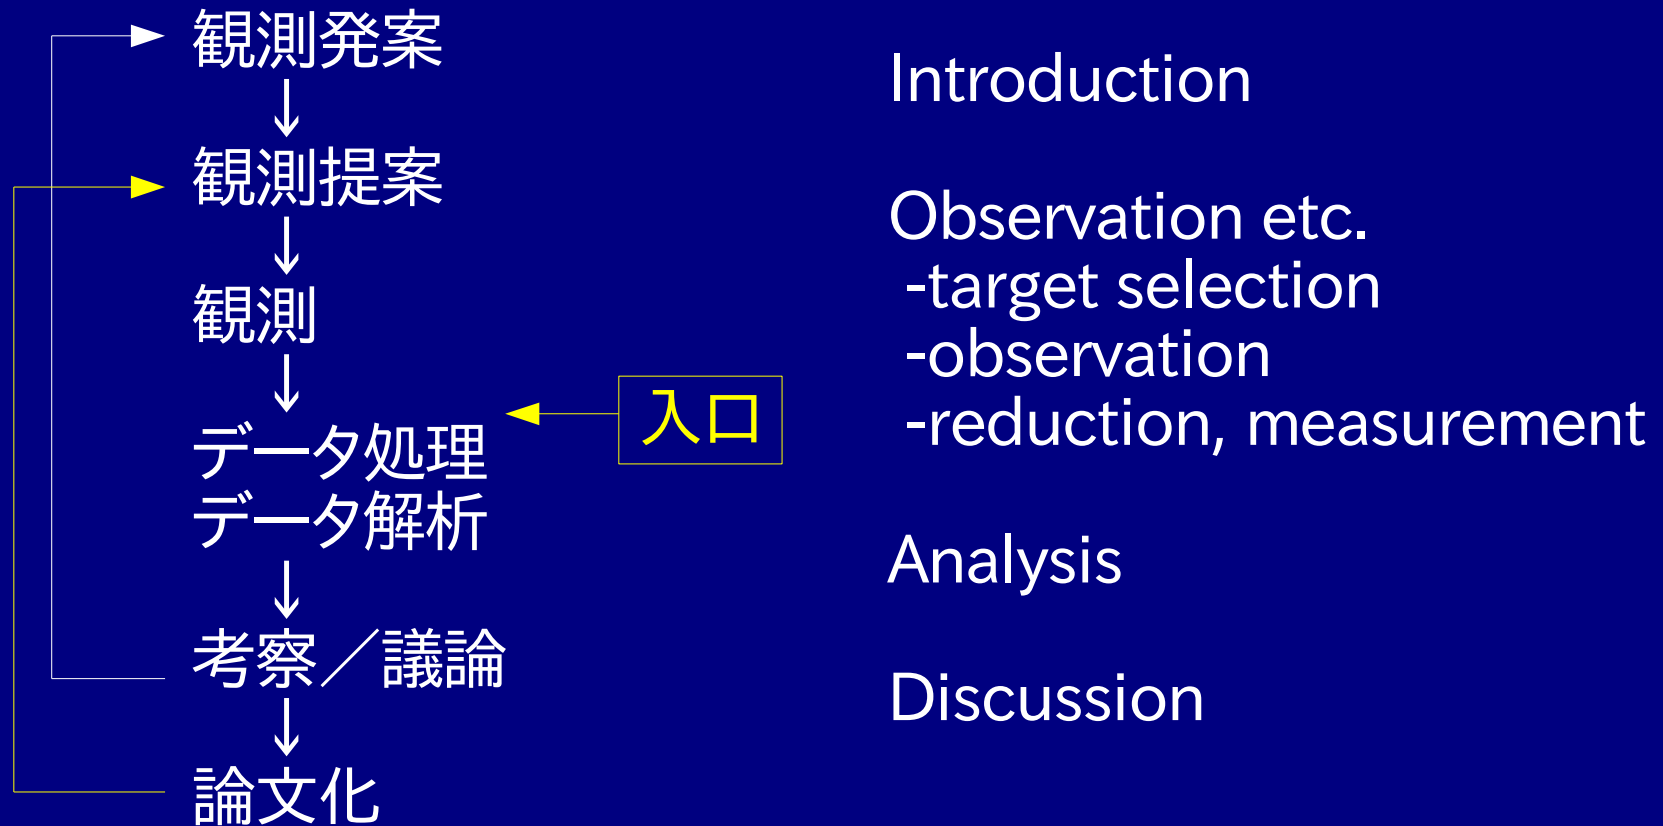 観測発案
↓
観測提案
↓
観測
↓
データ処理
データ解析
↓
考察／議論
↓
論文化
入口
Introduction
Observation etc.
-target selection
-observation
-reduction, measurement
Analysis
Discussion